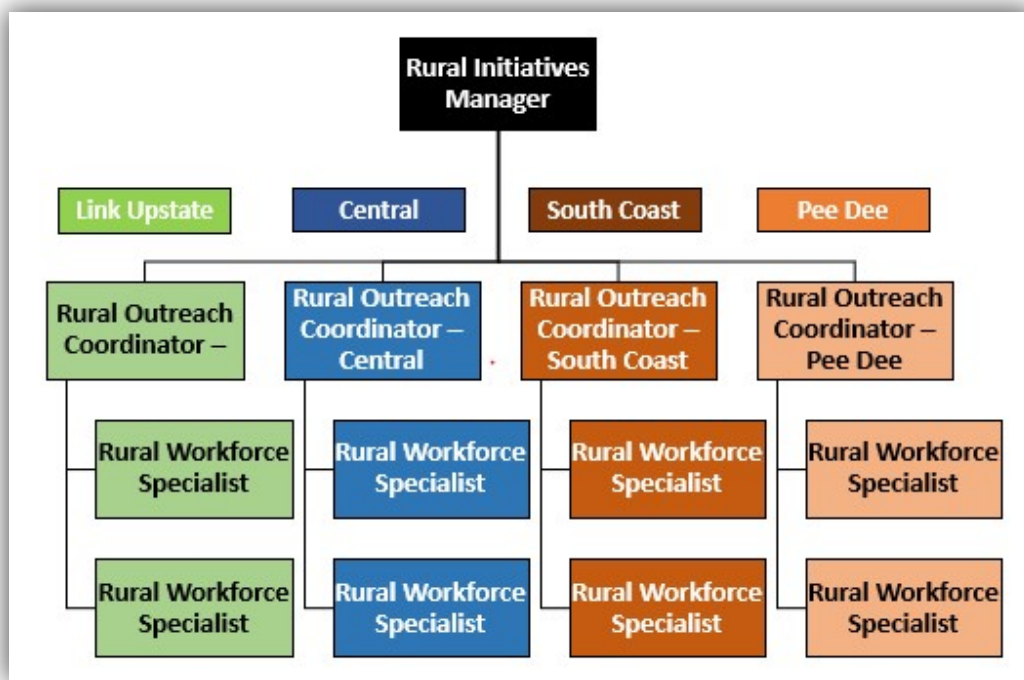 Rural Initiatives
Manager
Link Upstate
Central
South Coast
Pee Dee
Rural Outreach
Coordinator –
Rural Outreach
Coordinator –
Central
Rural Outreach
Coordinator –
South Coast
Rural Outreach
Coordinator –
Pee Dee
Rural Workforce
Specialist
Rural Workforce
Specialist
Rural Workforce
Specialist
Rural Workforce
Specialist
Rural Workforce
Specialist
Rural Workforce
Specialist
Rural Workforce
Specialist
Rural Workforce
Specialist